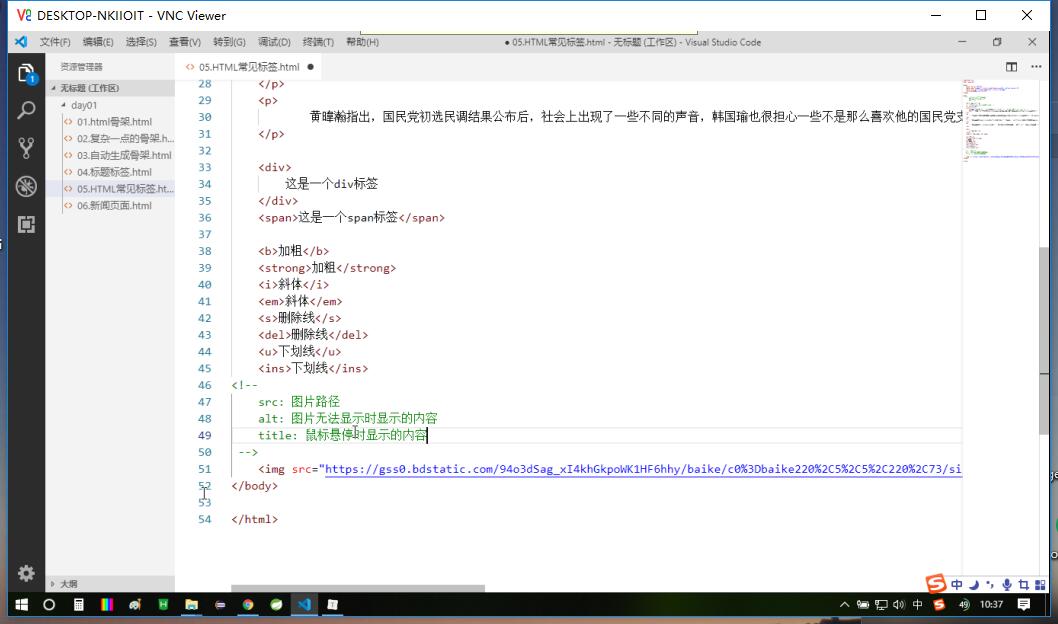 DESKTOP-NKIIOIT - VNC Viewer
文件(F) 编辑(E) 选择(S) 查看(V) 转到(G) 调试(D) 终端(T) 帮助(H)
● 05.HTML常见标签.html - 无标题 (工作区) - Visual Studio Code
资源管理器
05.HTML常见标签.html ●
无标题 (工作区)
day01
01.html骨架.html
02.复杂一点的骨架.h...
03.自动生成骨架.html
04.标题标签.html
05.HTML常见标签.ht...
06.新闻页面.html
大纲
28 </p>
29 <p>
30 黄暐瀚指出，国民党初选民调结果公布后，社会上出现了一些不同的声音，韩国瑜也很担心一些不是那么喜欢他的国民党支
31 </p>
32
33 <div>
34 这是一个div标签
35 </div>
36 <span>这是一个span标签</span>
37
38 <b>加粗</b>
39 <strong>加粗</strong>
40 <i>斜体</i>
41 <em>斜体</em>
42 <s>删除线</s>
43 <del>删除线</del>
44 <u>下划线</u>
45 <ins>下划线</ins>
46 <!--
47 src: 图片路径
48 alt: 图片无法显示时显示的内容
49 title: 鼠标悬停时显示的内容
50 -->
51 <img src="https://gss0.bdstatic.com/94o3dSag_xI4khGkpoWK1HF6hhy/baike/c0%3Dbaike220%2C5%2C5%2C220%2C73/si
52 </body>
53
54 </html>
中
中 10:37